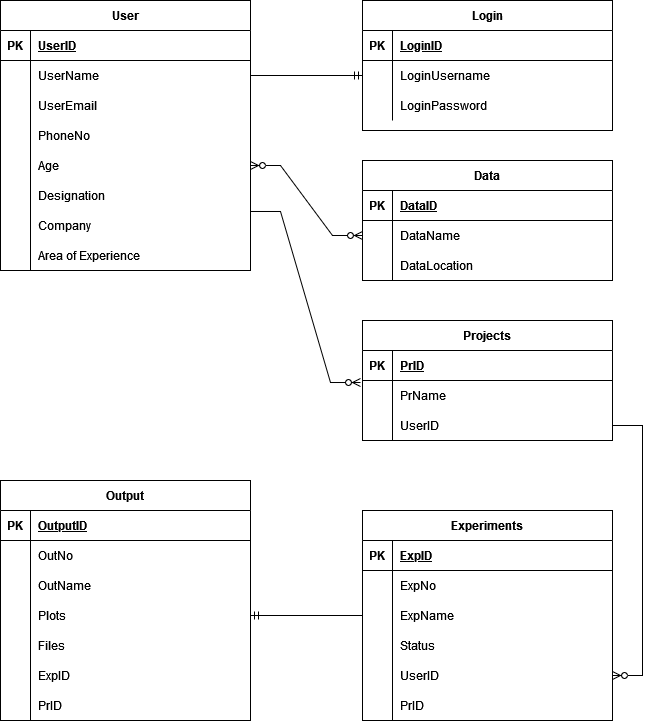 User
PK UserID
UserName
UserEmail
PhoneNo
Age
Designation
Company
Area of Experience
Login
PK LoginID
LoginUsername
LoginPassword
Data
PK DataID
DataName
DataLocation
Projects
PK PrID
PrName
UserID
Output
PK OutputID
OutNo
OutName
Plots
Files
ExpID
PrID
Experiments
PK ExpID
ExpNo
ExpName
Status
UserID
PrID